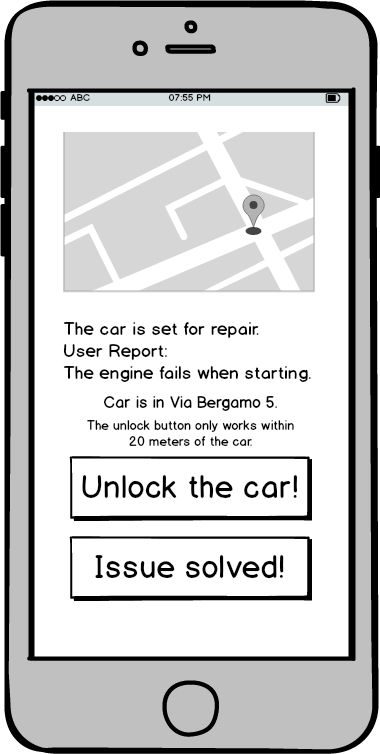 ABC 07:55 PM
The car is set for repair.
User Report:
The engine fails when starting.
Car is in Via Bergamo 5.
The unlock button only works within
20 meters of the car.
Unlock the car!
Issue solved!